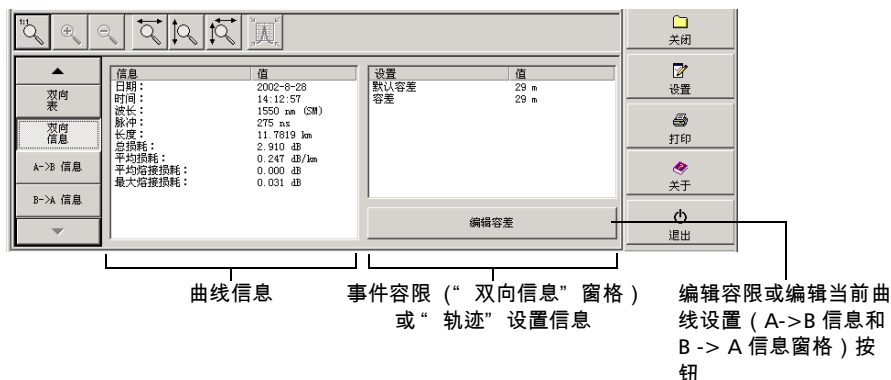 1:1
关闭
双向
表
双向
信息
A->B 信息
B->A 信息
信息 值
日期： 2002-8-28
时间： 14:12:57
波长： 1550 nm (SM)
脉冲： 275 ns
长度： 11.7819 km
总损耗： 2.910 dB
平均损耗： 0.247 dB/km
平均熔接损耗： 0.000 dB
最大熔接损耗： 0.031 dB
设置 值
默认容差 29 m
容差 29 m
编辑容差
设置
打印
关于
退出
曲线信息
事件容限（“ 双向信息” 窗格）
或“ 轨迹” 设置信息
编辑容限或编辑当前曲
线设置（A->B 信息和
B -> A 信息窗格）按
钮